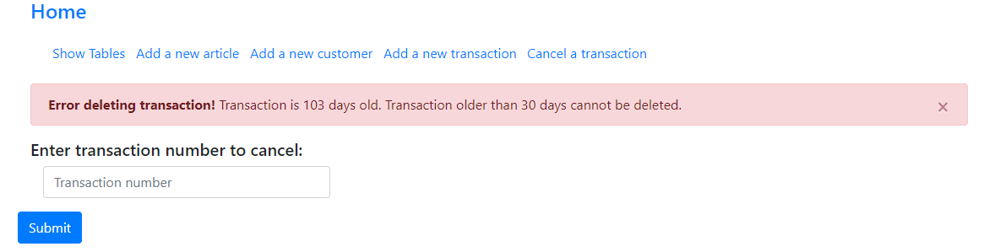 Home
Show Tables Add a new article Add a new customer Add a new transaction Cancel a transaction
Error deleting transaction! Transaction is 103 days old. Transaction older than 30 days cannot be deleted. ×
Enter transaction number to cancel:
Transaction number
Submit